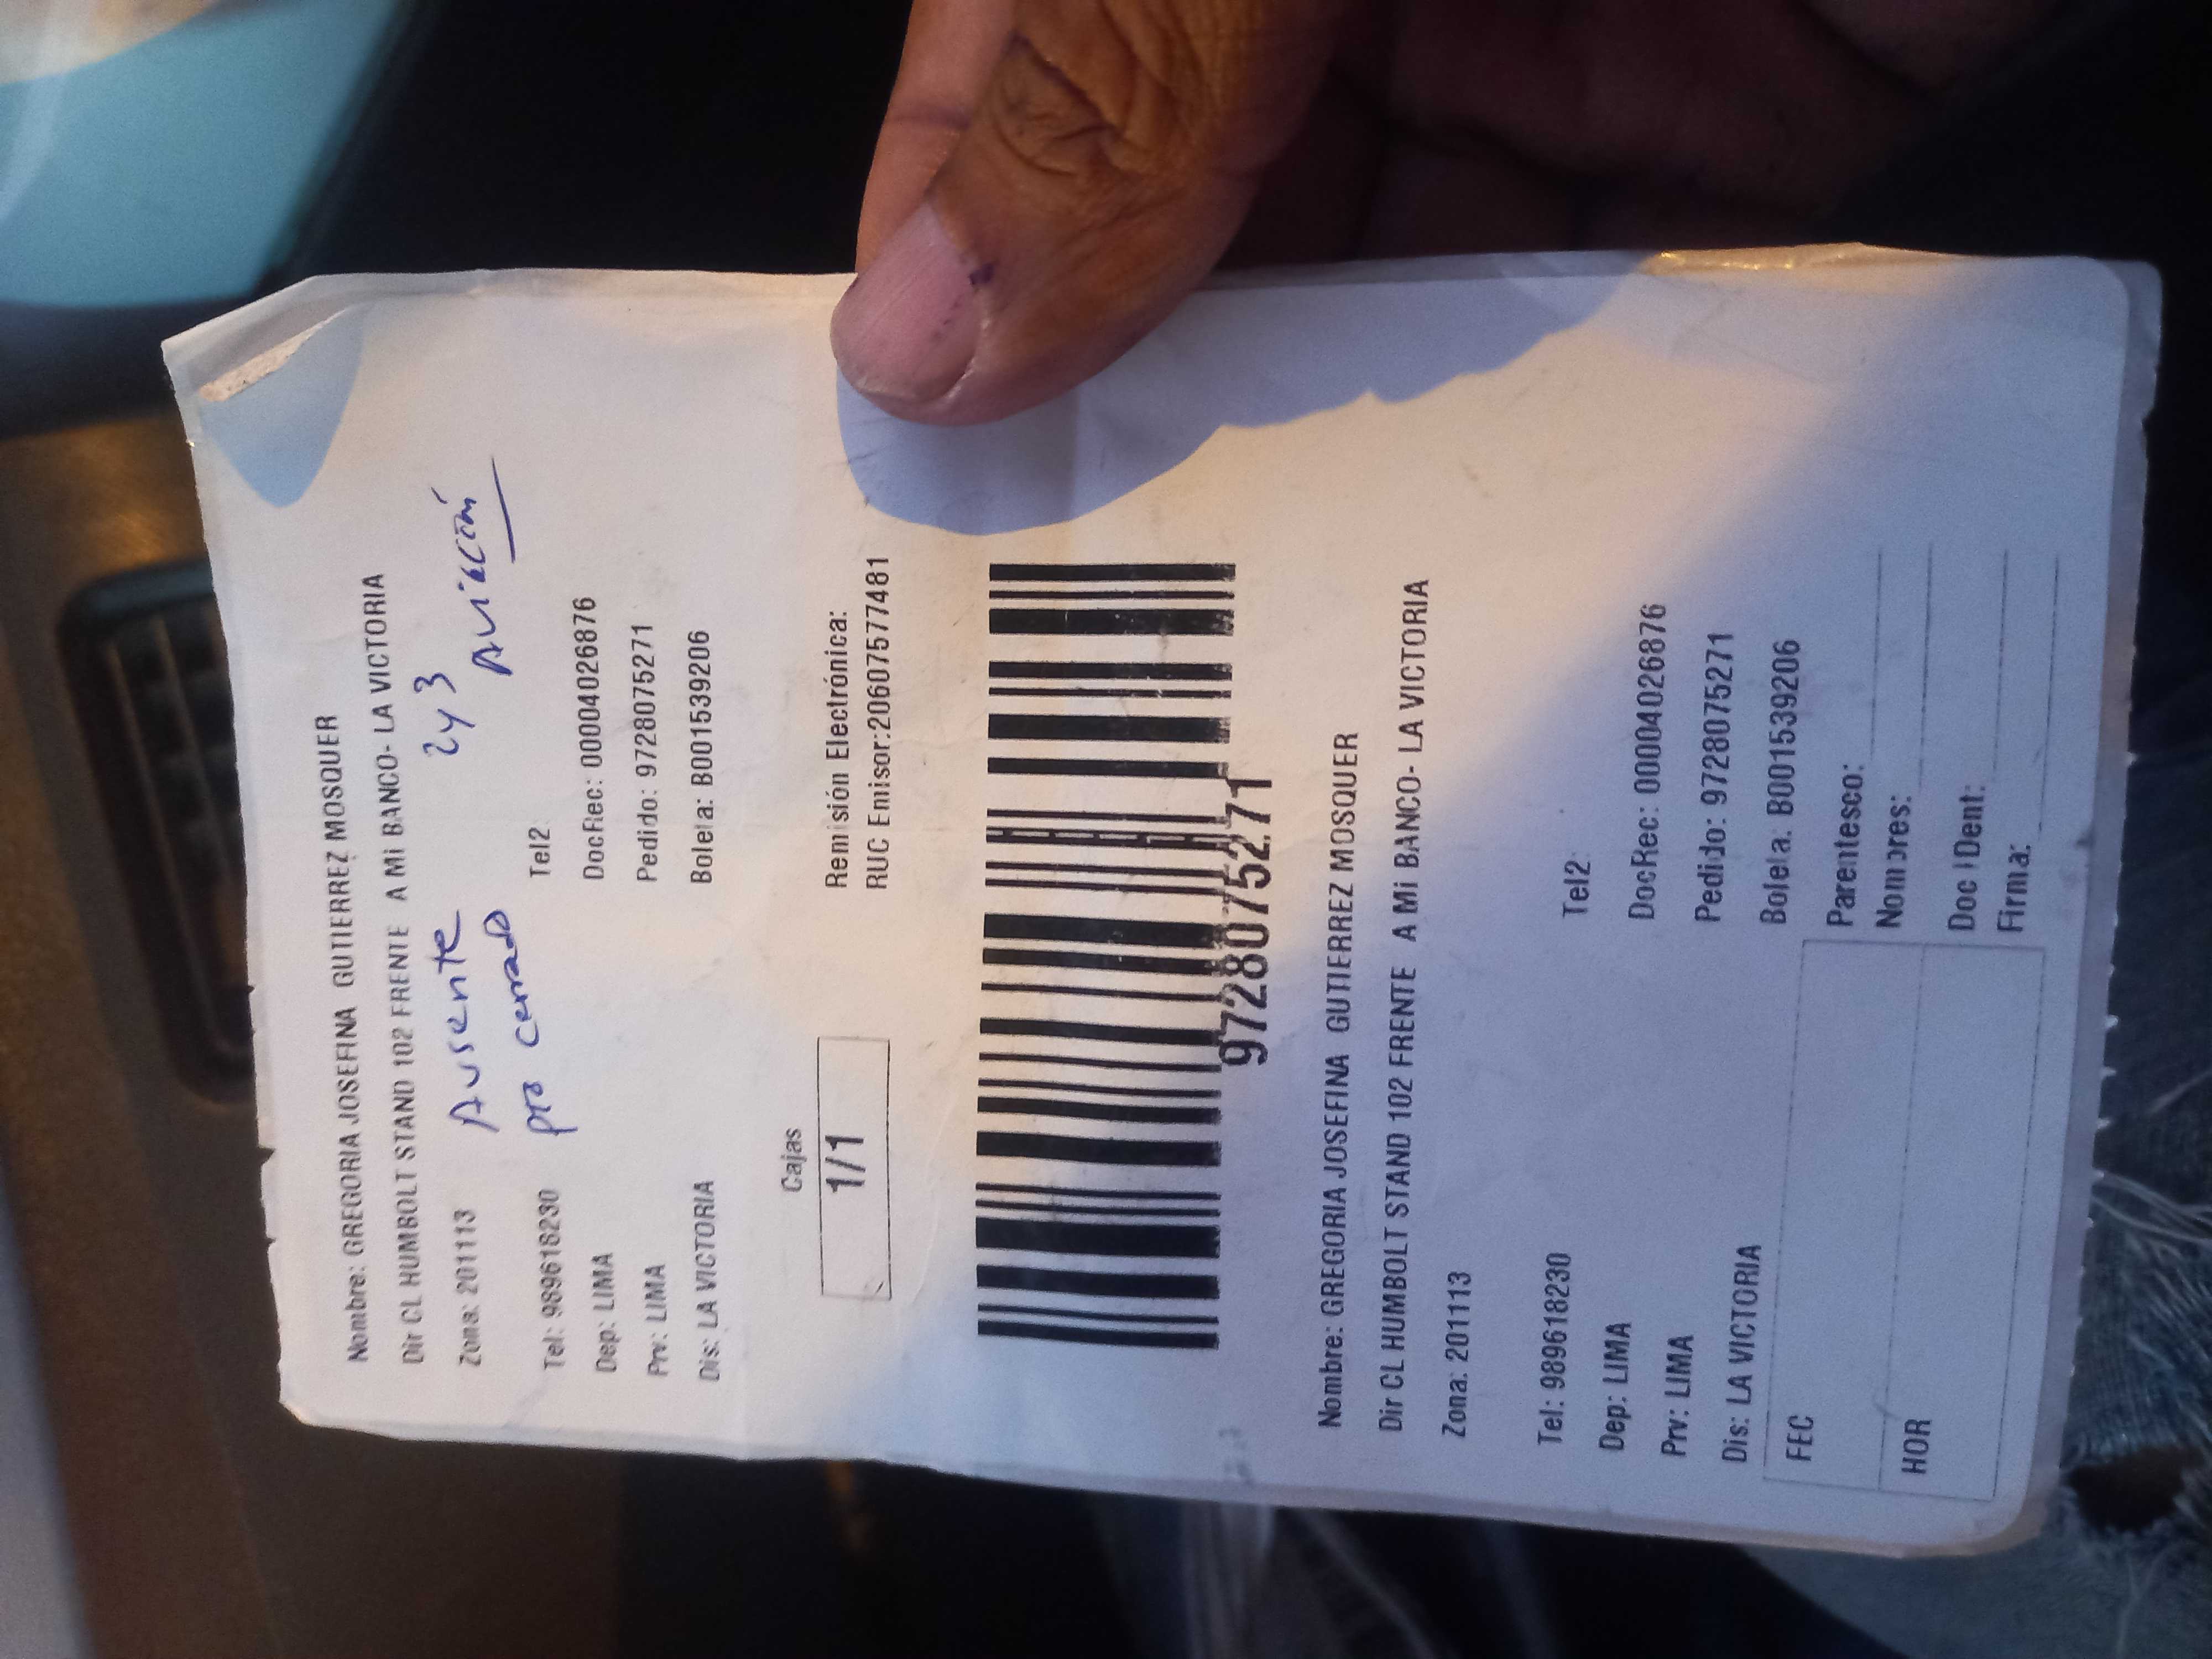 Nombre: GREGORIA JOSEFINA GUTIERREZ MOSQUER
Dir CL HUMBOLT STAND 102 FRENTE A Mi BANCO- LA VICTORIA
Zona: 201113
Ausente 2y3
pro cerrado Aviación
Tel: 989618230 Tel2:
Dep: LIMA DocRec: 00004026876
Prv: LIMA Pedido: 9728075271
Dis: LA VICTORIA Boleta: B001539206
Cajas
1/1
Remisión Electrónica:
RUC Emisor:20607577481
9728075271
Nombre: GREGORIA JOSEFINA GUTIERREZ MOSQUER
Dir CL HUMBOLT STAND 102 FRENTE A Mi BANCO- LA VICTORIA
Zona: 201113
Tel: 989618230 Tel2:
Dep: LIMA DocRec: 00004026876
Prv: LIMA Pedido: 9728075271
Dis: LA VICTORIA Boleta: B001539206
FEC
HOR
Parentesco:
Nombres:
Doc IDent:
Firma: